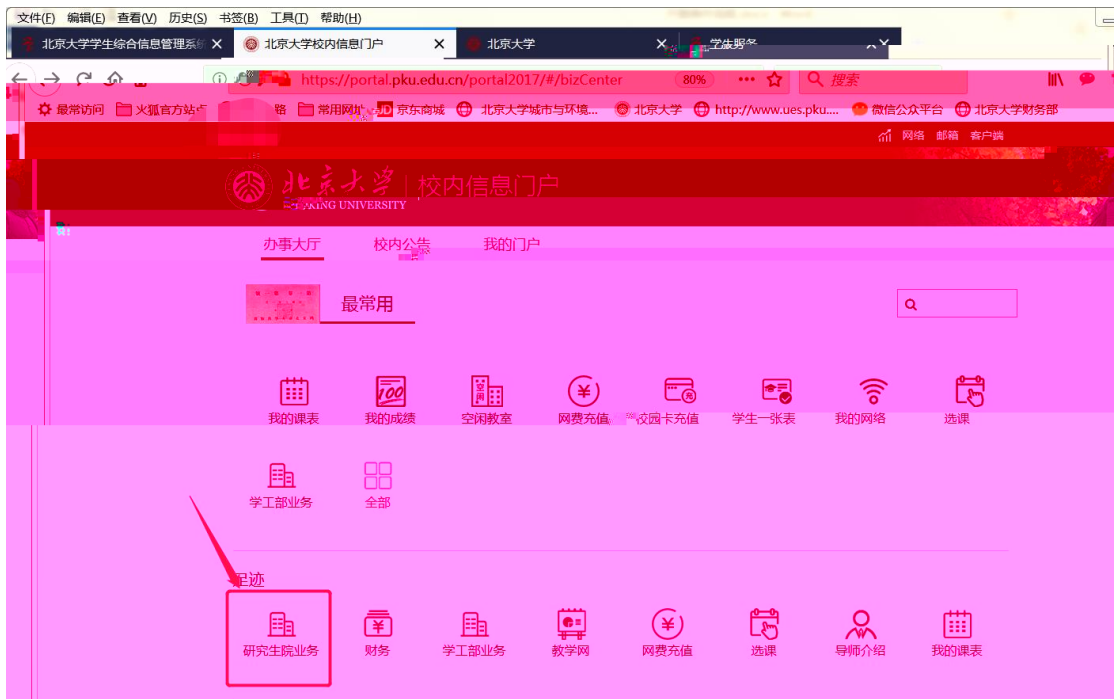 文件(F) 编辑(E) 查看(V) 历史(S) 书签(B) 工具(T) 帮助(H)
北京大学学生综合信息管理系统 × 北京大学校内信息门户 × 北京大学 × ×
https://portal.pku.edu.cn/portal2017/#/bizCenter 80% ••• 搜索
最常访问 火狐官方站点 常用网址 JD 京东商城 北京大学城市与环境... 北京大学 http://www.ues.pku.... 微信公众平台 北京大学财务部
网络 邮箱 客户端
北京大学 校内信息门户
PEKING UNIVERSITY
办事大厅 校内公告 我的门户
最常用
我的课表 我的成绩 空闲教室 网费充值 校园卡充值 学生一张表 我的网络 选课
学工部业务 全部
足迹
研究生院业务 财务 学工部业务 教学网 网费充值 选课 导师介绍 我的课表